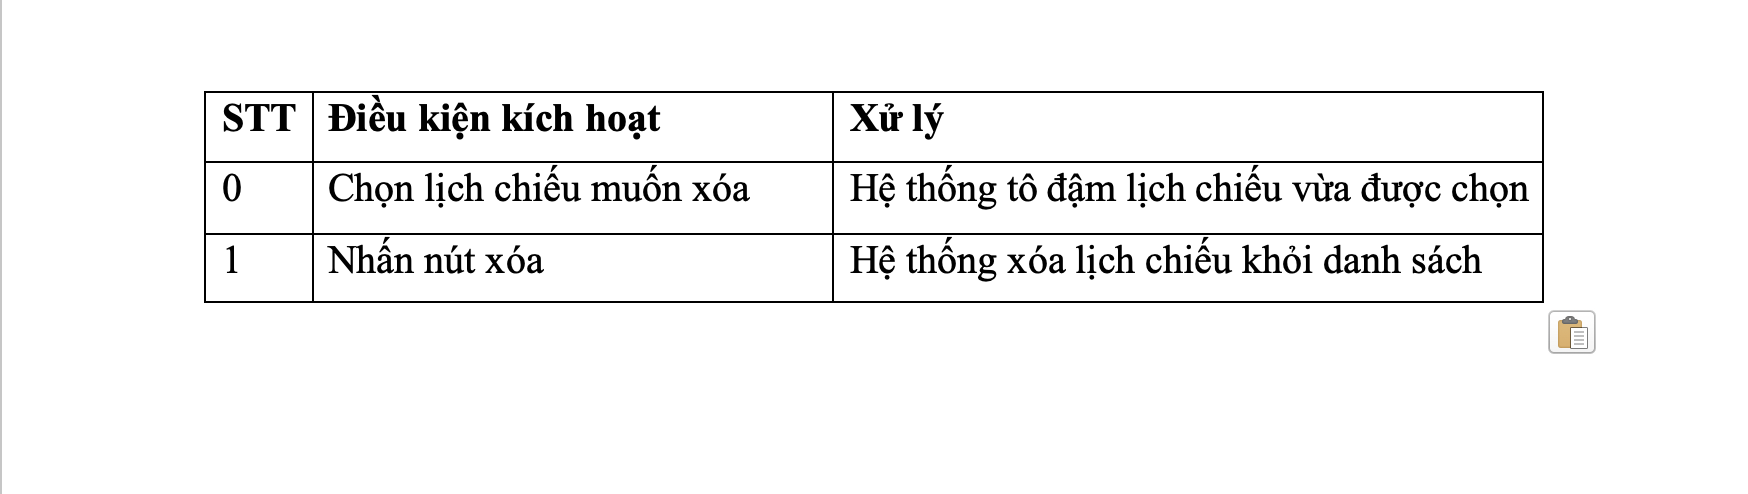 STT Điều kiện kích hoạt Xử lý
0 Chọn lịch chiếu muốn xóa Hệ thống tô đậm lịch chiếu vừa được chọn
1 Nhấn nút xóa Hệ thống xóa lịch chiếu khỏi danh sách